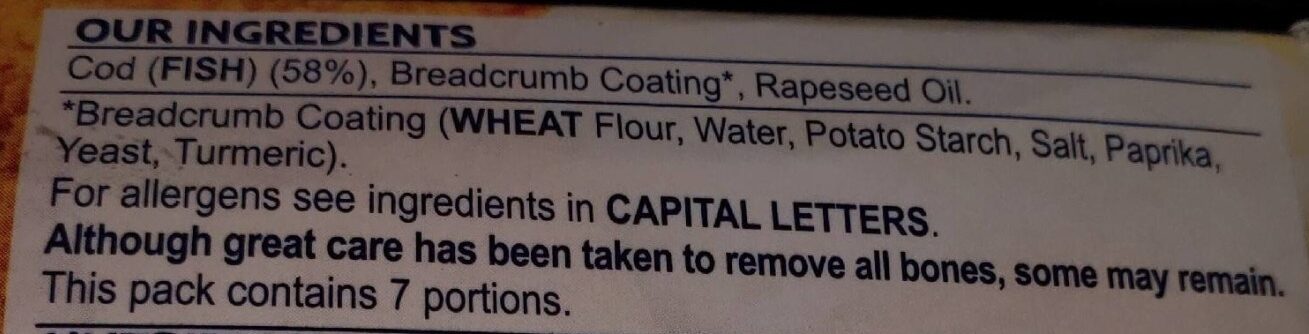 OUR INGREDIENTS
Cod (FISH) (58%), Breadcrumb Coating*, Rapeseed Oil.
*Breadcrumb Coating (WHEAT Flour, Water, Potato Starch, Salt, Paprika,
Yeast, Turmeric).
For allergens see ingredients in CAPITAL LETTERS.
Although great care has been taken to remove all bones, some may remain.
This pack contains 7 portions.